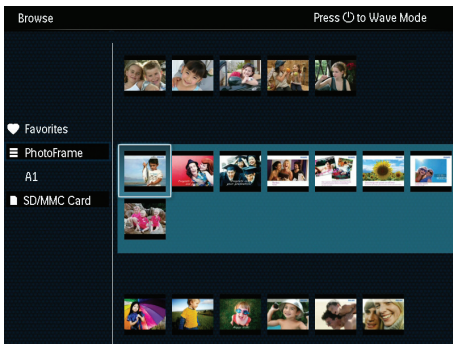 Browse
Press ⏻ to Wave Mode
Favorites
PhotoFrame
A1
SD/MMC Card